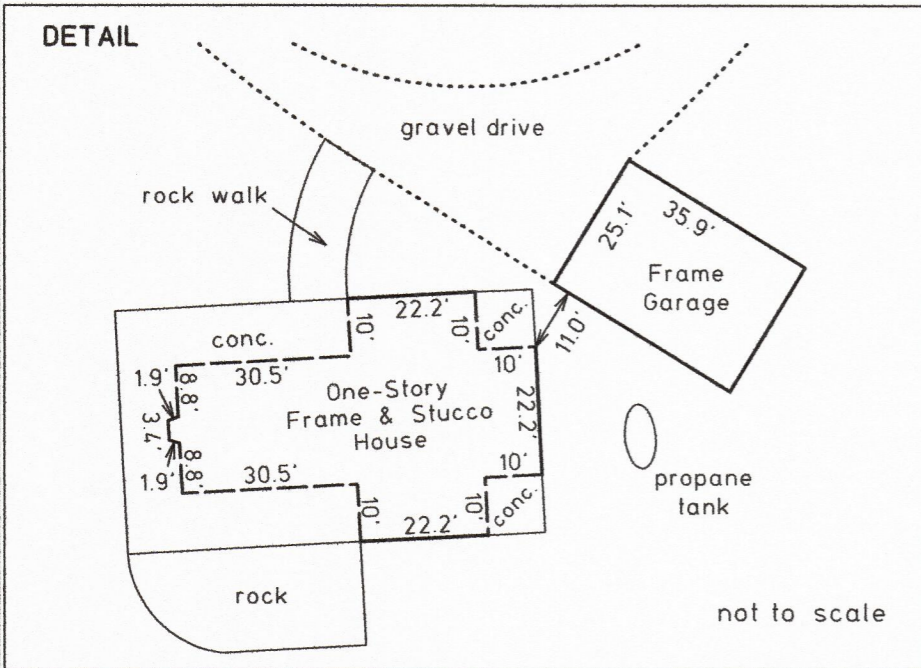 DETAIL
gravel drive
rock walk
25.1'
35.9'
Frame
Garage
22.2'
10'
10'
conc.
conc.
11.0'
10'
1.9'
8.8'
30.5'
One-Story
Frame & Stucco
House
22.2'
3.4'
1.9'
8.8'
30.5'
10'
10'
10'
conc.
22.2'
propane
tank
rock
not to scale